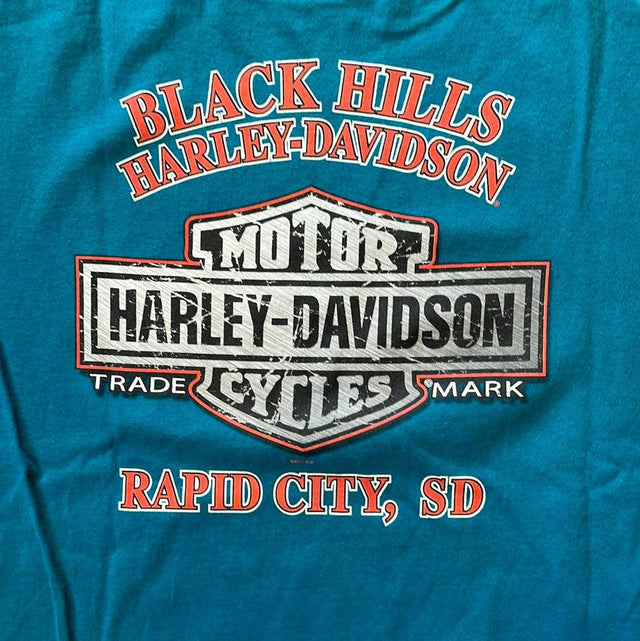 BLACK HILLS
HARLEY-DAVIDSON®
MOTOR
HARLEY-DAVIDSON
TRADE ®MARK
CYCLES
RAPID CITY, SD